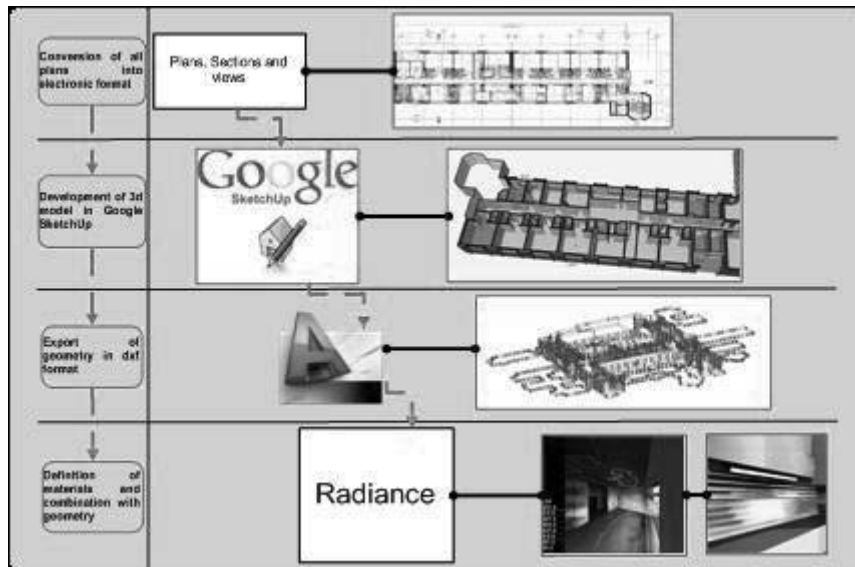 Conversion of all
plans into
electronic format
Plans, Sections and
views
Development of 3d
model in Google
SketchUp
Google
SketchUp
Export of
geometry in dxf
format
Definition of
materials and
combination with
geometry
Radiance